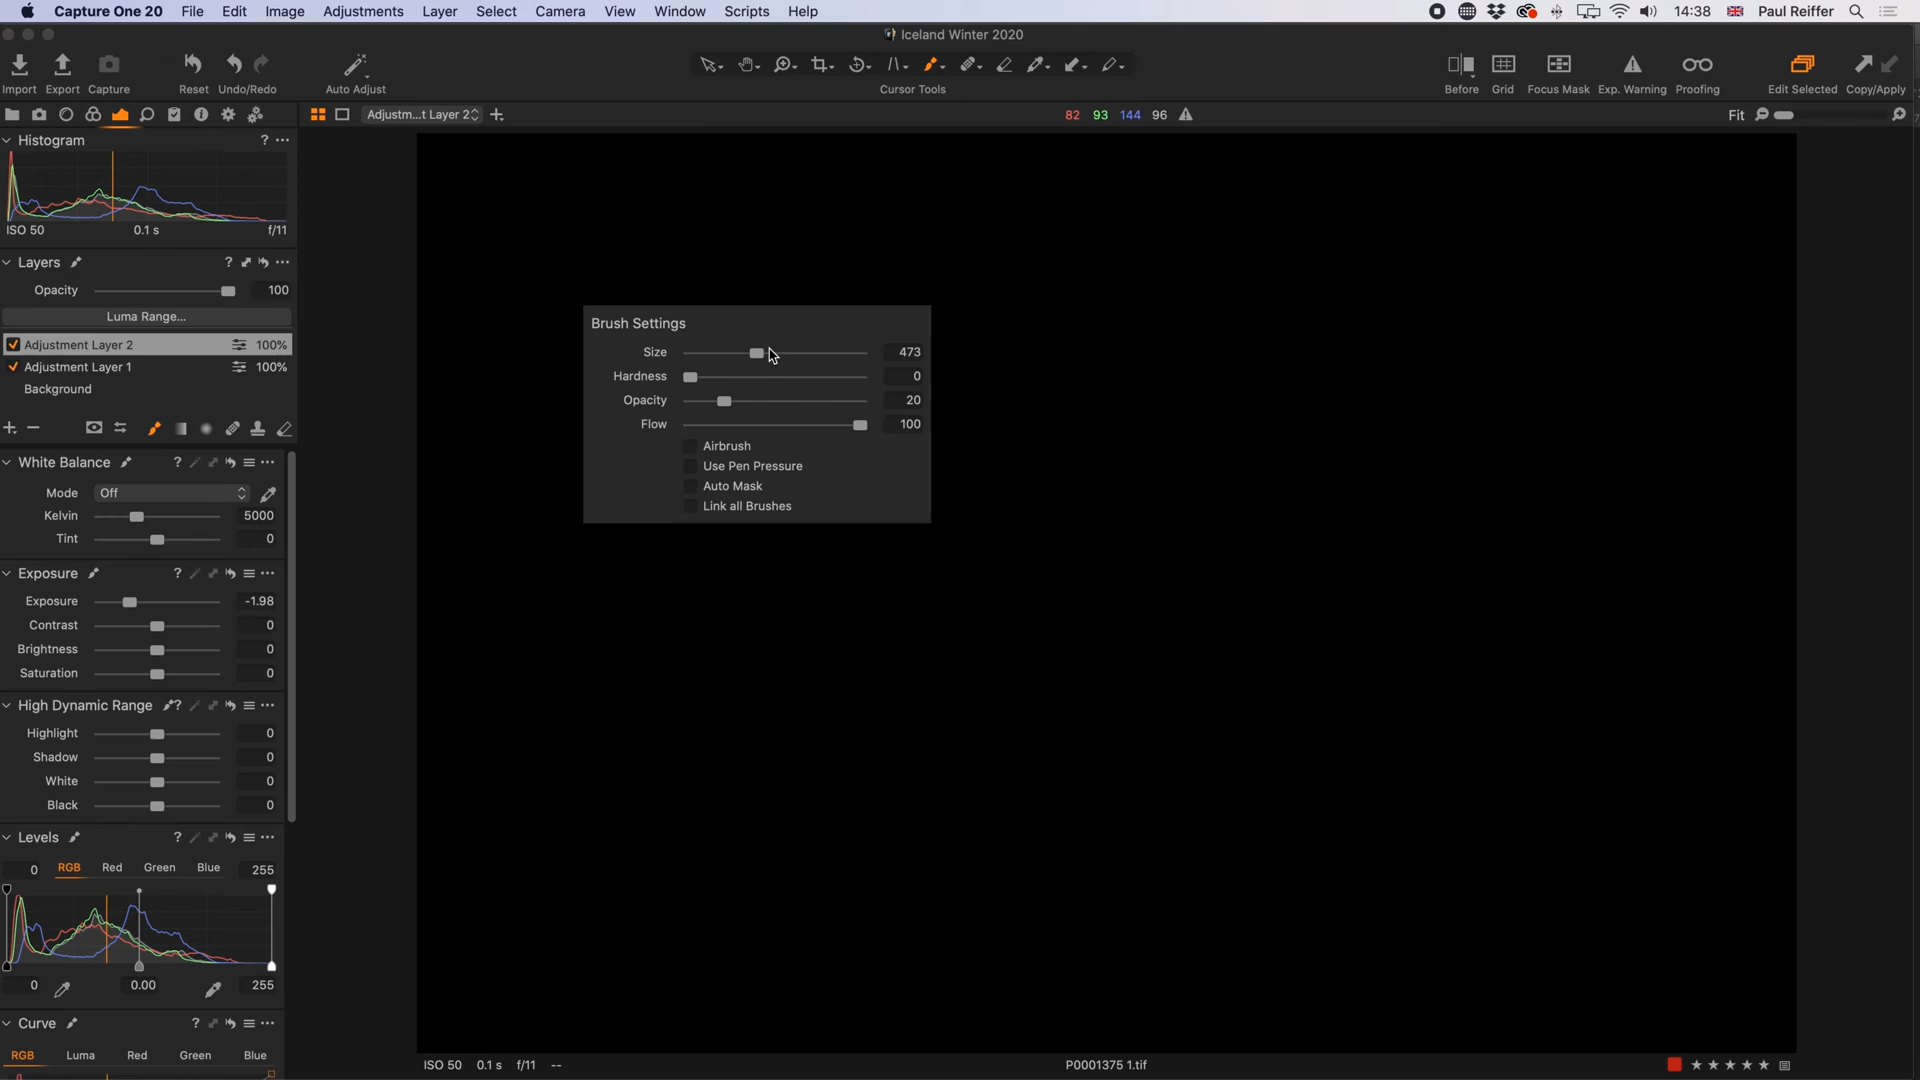 Capture One 20 File Edit Image Adjustments Layer Select Camera View Window Scripts Help 14:38 Paul Reiffer
Iceland Winter 2020
Import Export Capture Reset Undo/Redo Auto Adjust Cursor Tools Before Grid Focus Mask Exp. Warning Proofing Edit Selected Copy/Apply
Adjustm...t Layer 2 82 93 144 96 Fit
Histogram ?
ISO 50 0.1 s f/11
Layers ?
Opacity 100
Luma Range...
Adjustment Layer 2 100%
Adjustment Layer 1 100%
Background
Brush Settings
Size 473
Hardness 0
Opacity 20
Flow 100
Airbrush
Use Pen Pressure
Auto Mask
Link all Brushes
White Balance ?
Mode Off
Kelvin 5000
Tint 0
Exposure ?
Exposure -1.98
Contrast 0
Brightness 0
Saturation 0
High Dynamic Range ?
Highlight 0
Shadow 0
White 0
Black 0
Levels ?
0 RGB Red Green Blue 255
0 0.00 255
Curve ?
RGB Luma Red Green Blue
ISO 50 0.1 s f/11 -- P0001375 1.tif